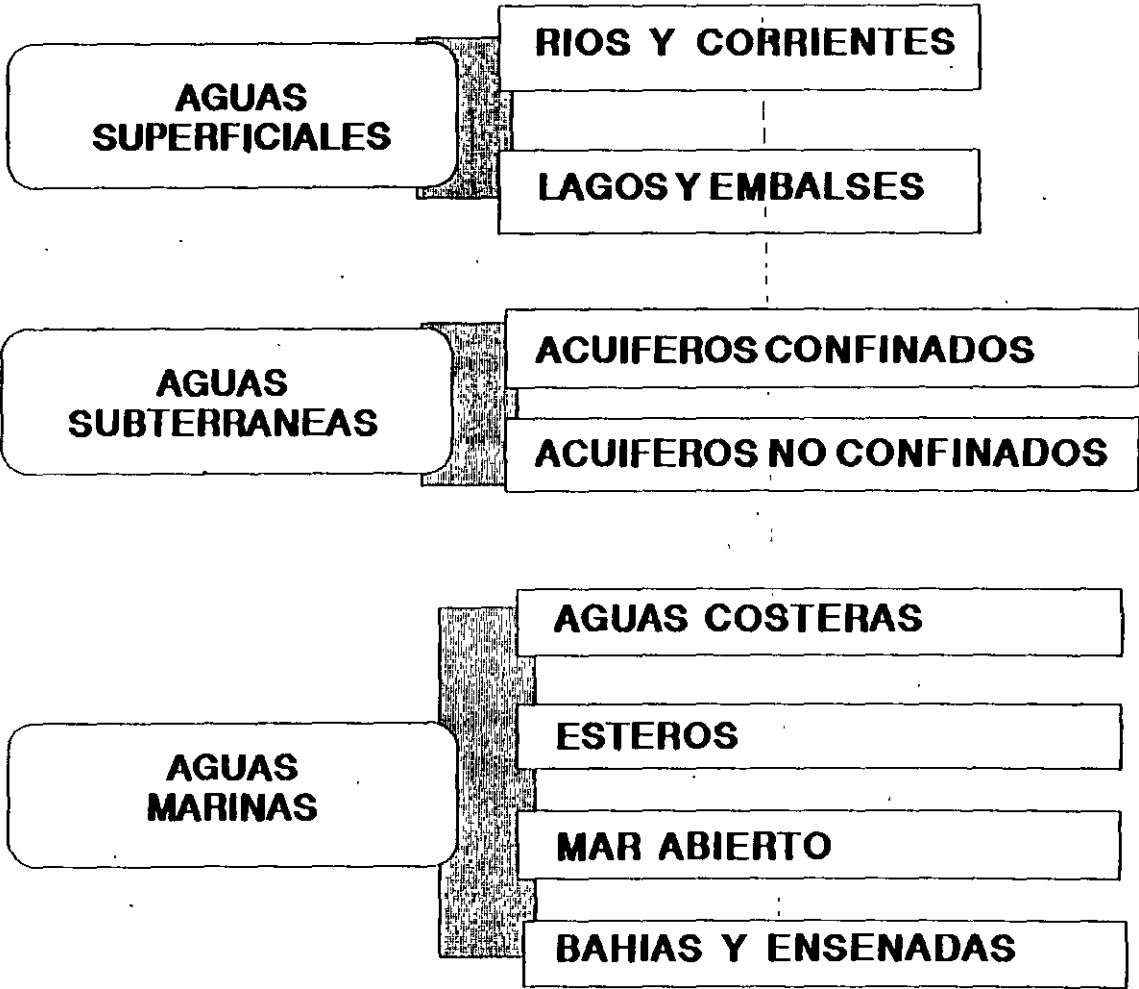 AGUAS
SUPERFICIALES
RIOS Y CORRIENTES
LAGOS Y EMBALSES
AGUAS
SUBTERRANEAS
ACUIFEROS CONFINADOS
ACUIFEROS NO CONFINADOS
AGUAS
MARINAS
AGUAS COSTERAS
ESTEROS
MAR ABIERTO
BAHIAS Y ENSENADAS